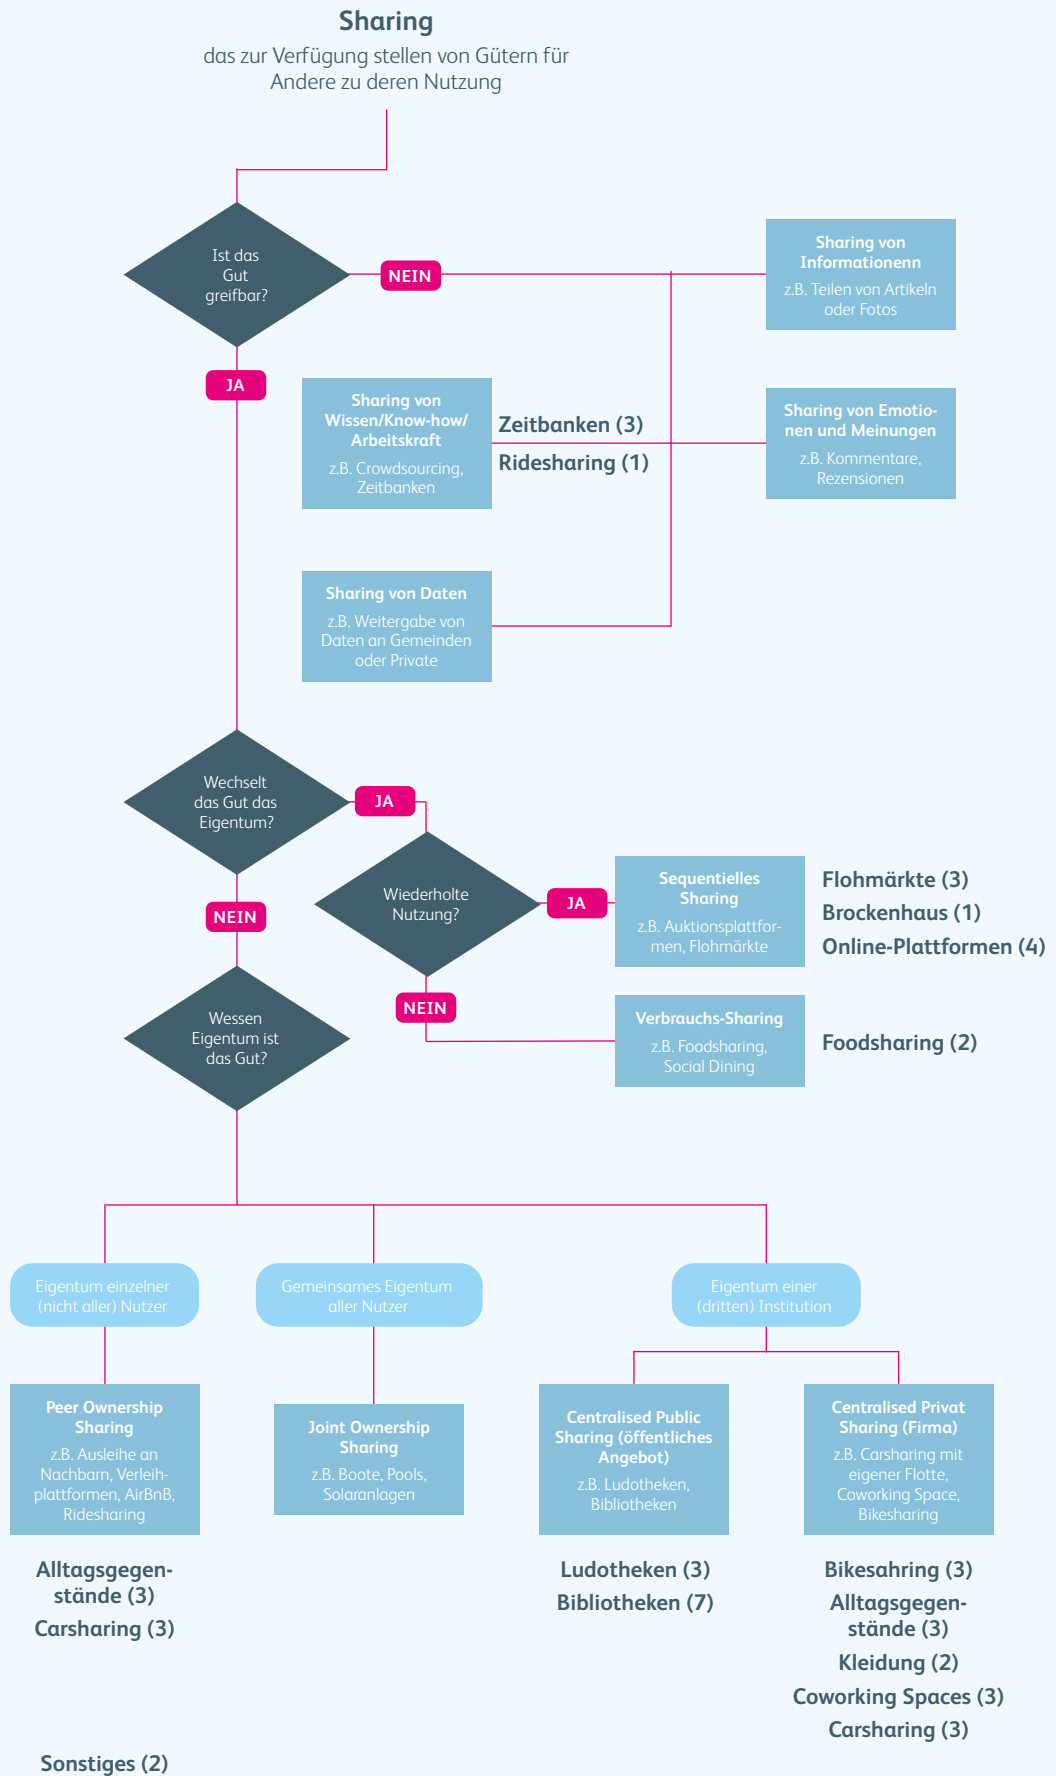 Sharing
das zur Verfügung stellen von Gütern für
Andere zu deren Nutzung
Ist das
Gut
greifbar?
NEIN
Sharing von
Informationenn
z.B. Teilen von Artikeln
oder Fotos
JA
Sharing von
Wissen/Know-how/
Arbeitskraft
z.B. Crowdsourcing,
Zeitbanken
Zeitbanken (3)
Ridesharing (1)
Sharing von Emotio-
nen und Meinungen
z.B. Kommentare,
Rezensionen
Sharing von Daten
z.B. Weitergabe von
Daten an Gemeinden
oder Private
Wechselt
das Gut das
Eigentum?
JA
Wiederholte
Nutzung?
JA
Sequentielles
Sharing
z.B. Auktionsplattfor-
men, Flohmärkte
Flohmärkte (3)
Brockenhaus (1)
Online-Plattformen (4)
NEIN
NEIN
Verbrauchs-Sharing
z.B. Foodsharing,
Social Dining
Foodsharing (2)
Wessen
Eigentum ist
das Gut?
Eigentum einzelner
(nicht aller) Nutzer
Gemeinsames Eigentum
aller Nutzer
Eigentum einer
(dritten) Institution
Peer Ownership
Sharing
z.B. Ausleihe an
Nachbarn, Verleih-
plattformen, AirBnB,
Ridesharing
Joint Ownership
Sharing
z.B. Boote, Pools,
Solaranlagen
Centralised Public
Sharing (öffentliches
Angebot)
z.B. Ludotheken,
Bibliotheken
Centralised Privat
Sharing (Firma)
z.B. Carsharing mit
eigener Flotte,
Coworking Space,
Bikesharing
Alltagsgegen-
stände (3)
Carsharing (3)
Ludotheken (3)
Bibliotheken (7)
Bikesahring (3)
Alltagsgegen-
stände (3)
Kleidung (2)
Coworking Spaces (3)
Carsharing (3)
Sonstiges (2)